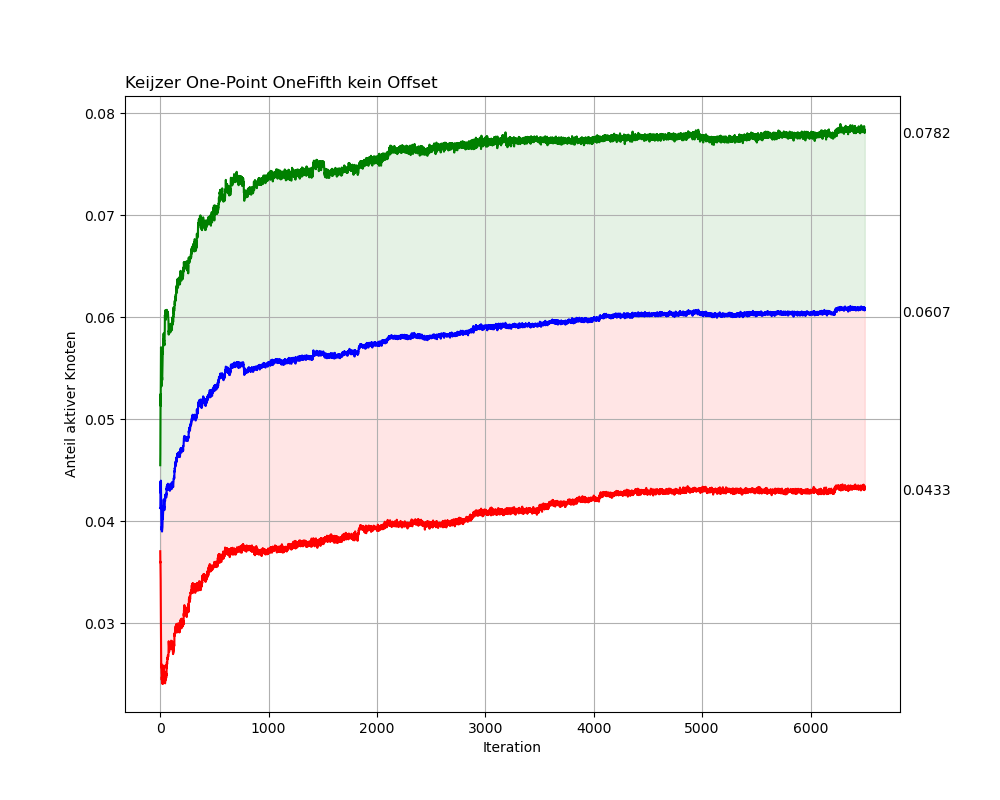 Keijzer One-Point OneFifth kein Offset
0.08
0.07
0.06
0.05
0.04
0.03
Anteil aktiver Knoten
0.0782
0.0607
0.0433
0 1000 2000 3000 4000 5000 6000
Iteration